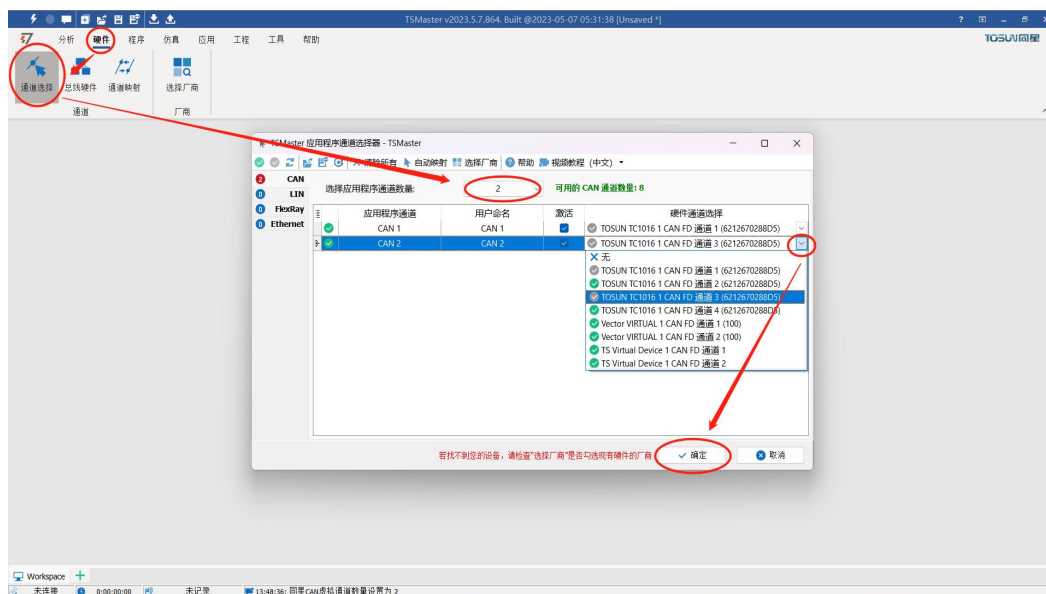 TSMaster v2023.5.7.864. Built @2023-05-07 05:31:38 [Unsaved *]
分析 硬件 程序 仿真 应用 工程 工具 帮助
TOSUN同星
通道选择 总线硬件 通道映射 选择厂商
通道 厂商
TSMaster 应用程序通道选择器 - TSMaster
清除所有 自动映射 选择厂商 帮助 视频教程 (中文)
2 CAN
0 LIN
0 FlexRay
0 Ethernet
选择应用程序通道数量: 2 可用的 CAN 通道数量: 8
应用程序通道 用户命名 激活 硬件通道选择
CAN 1 CAN 1 TOSUN TC1016 1 CAN FD 通道 1 (6212670288D5)
CAN 2 CAN 2 TOSUN TC1016 1 CAN FD 通道 3 (6212670288D5)
无
TOSUN TC1016 1 CAN FD 通道 1 (6212670288D5)
TOSUN TC1016 1 CAN FD 通道 2 (6212670288D5)
TOSUN TC1016 1 CAN FD 通道 3 (6212670288D5)
TOSUN TC1016 1 CAN FD 通道 4 (6212670288D5)
Vector VIRTUAL 1 CAN FD 通道 1 (100)
Vector VIRTUAL 1 CAN FD 通道 2 (100)
TS Virtual Device 1 CAN FD 通道 1
TS Virtual Device 1 CAN FD 通道 2
若找不到您的设备，请检查"选择厂商"是否勾选现有硬件的厂商 确定 取消
Workspace
未连接 0:00:00:00 未记录 13:48:36: 同星CAN虚拟通道数量设置为 2